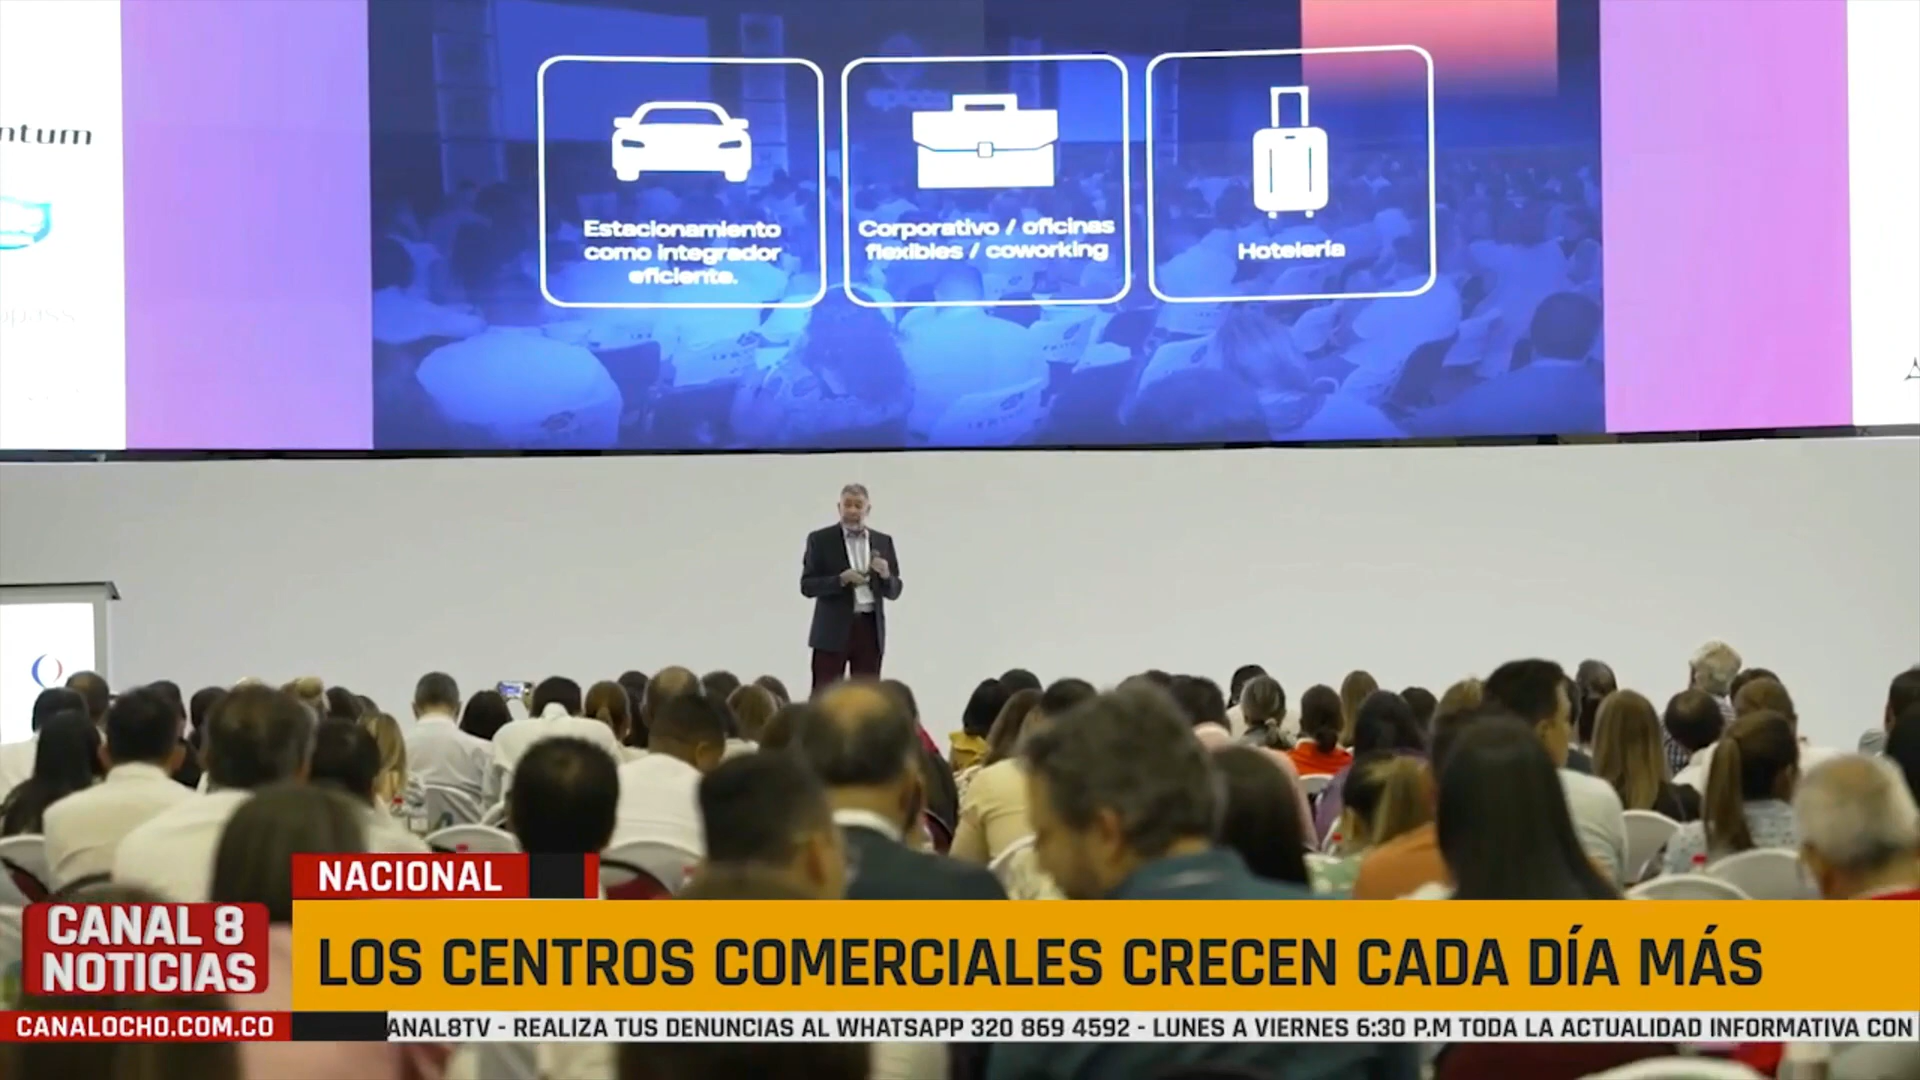 Estacionamiento
como integrador
eficiente.
Corporativo / oficinas
flexibles / coworking
Hotelería
NACIONAL
CANAL 8
NOTICIAS
LOS CENTROS COMERCIALES CRECEN CADA DÍA MÁS
CANALOCHO.COM.CO
ANAL8TV - REALIZA TUS DENUNCIAS AL WHATSAPP 320 869 4592 - LUNES A VIERNES 6:30 P.M TODA LA ACTUALIDAD INFORMATIVA CON